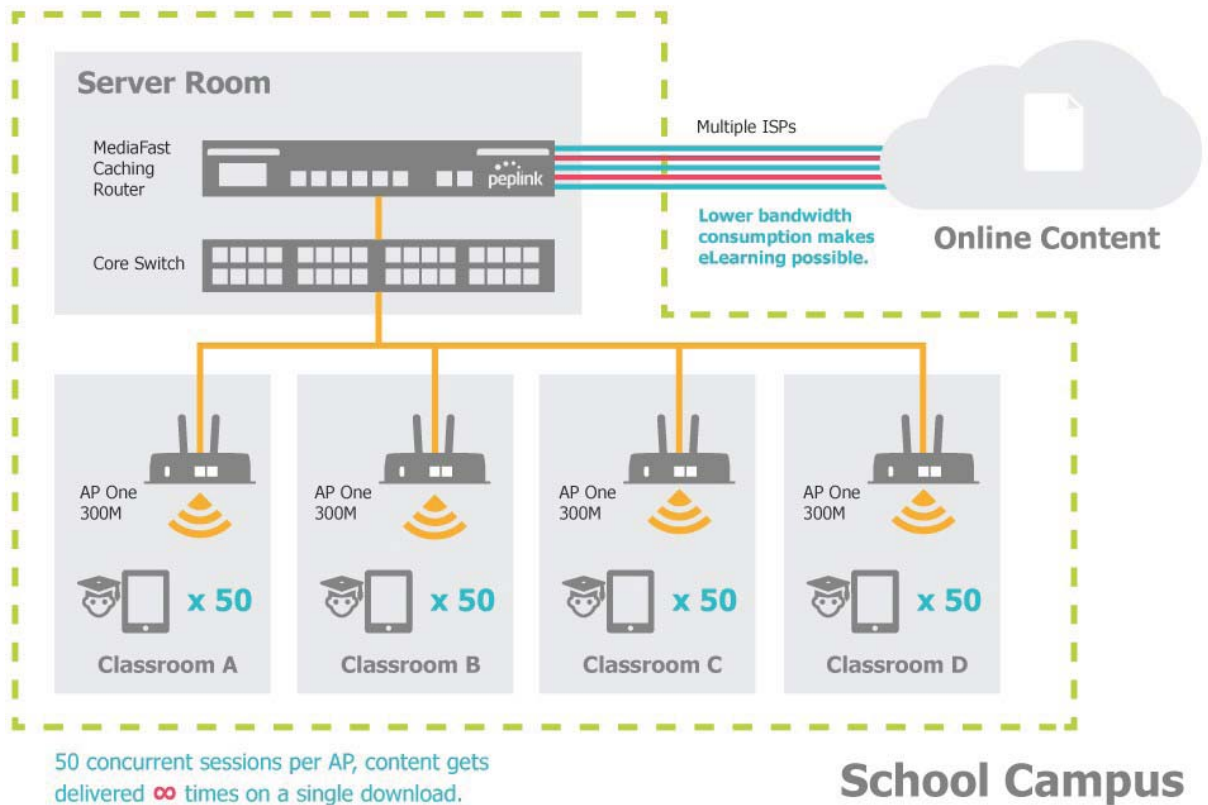 Server Room
MediaFast
Caching
Router
peplink
Core Switch
Multiple ISPs
Lower bandwidth
consumption makes
eLearning possible.
Online Content
AP One
300M
x 50
Classroom A
AP One
300M
x 50
Classroom B
AP One
300M
x 50
Classroom C
AP One
300M
x 50
Classroom D
50 concurrent sessions per AP, content gets
delivered ∞ times on a single download.
School Campus